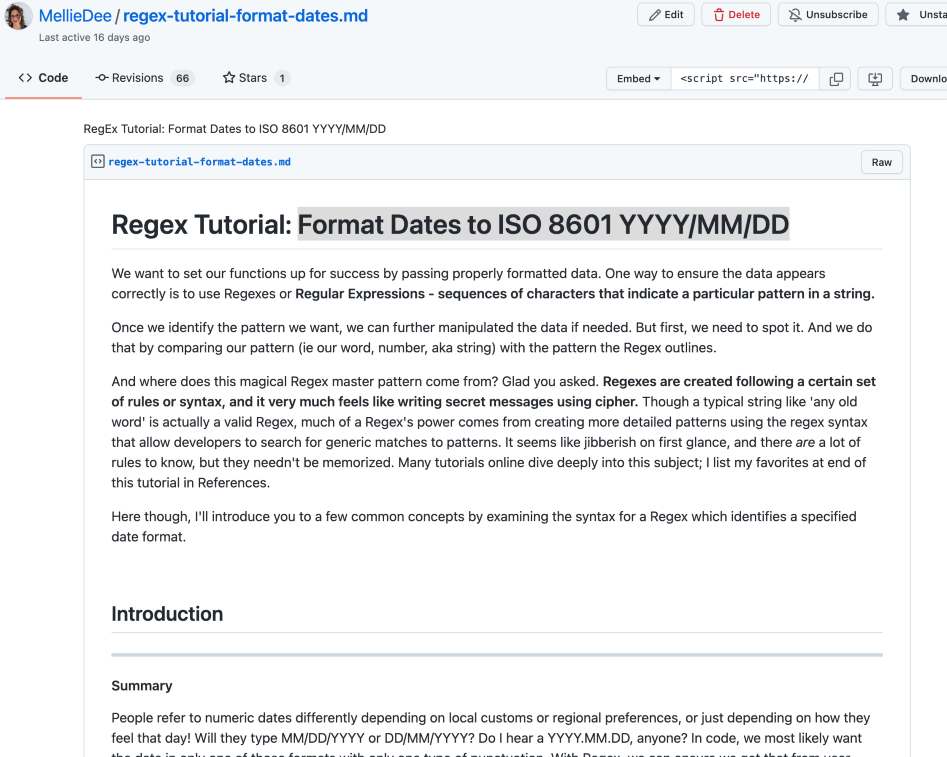 MellieDee / regex-tutorial-format-dates.md
Edit
Delete
Unsubscribe
Last active 16 days ago
Code
Revisions 66
Stars 1
Embed
<script src="https://
RegEx Tutorial: Format Dates to ISO 8601 YYYY/MM/DD
regex-tutorial-format-dates.md
Raw
Regex Tutorial: Format Dates to ISO 8601 YYYY/MM/DD
We want to set our functions up for success by passing properly formatted data. One way to ensure the data appears
correctly is to use Regexes or Regular Expressions - sequences of characters that indicate a particular pattern in a string.
Once we identify the pattern we want, we can further manipulated the data if needed. But first, we need to spot it. And we do
that by comparing our pattern (ie our word, number, aka string) with the pattern the Regex outlines.
And where does this magical Regex master pattern come from? Glad you asked. Regexes are created following a certain set
of rules or syntax, and it very much feels like writing secret messages using cipher. Though a typical string like 'any old
word' is actually a valid Regex, much of a Regex's power comes from creating more detailed patterns using the regex syntax
that allow developers to search for generic matches to patterns. It seems like jibberish on first glance, and there are a lot of
rules to know, but they needn't be memorized. Many tutorials online dive deeply into this subject; I list my favorites at end of
this tutorial in References.
Here though, I'll introduce you to a few common concepts by examining the syntax for a Regex which identifies a specified
date format.
Introduction
Summary
People refer to numeric dates differently depending on local customs or regional preferences, or just depending on how they
feel that day! Will they type MM/DD/YYYY or DD/MM/YYYY? Do I hear a YYYY.MM.DD, anyone? In code, we most likely want